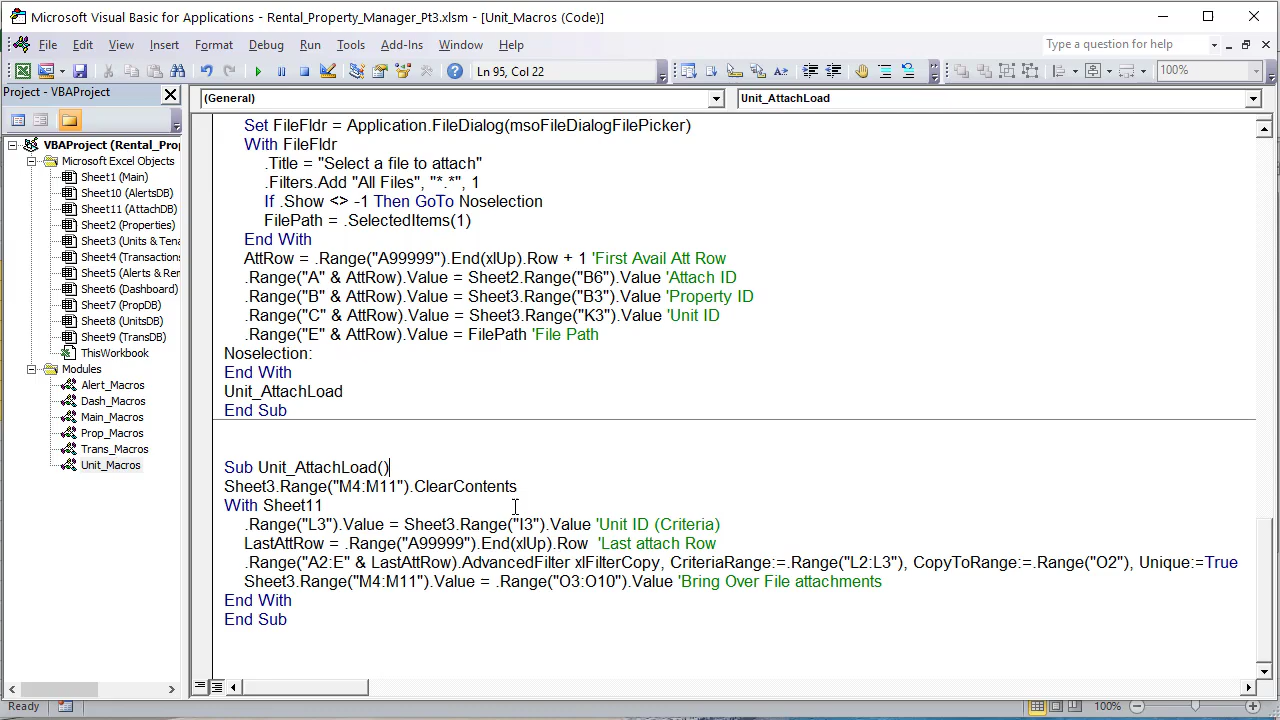 Microsoft Visual Basic for Applications - Rental_Property_Manager_Pt3.xlsm - [Unit_Macros (Code)]
File Edit View Insert Format Debug Run Tools Add-Ins Window Help
Type a question for help
Ln 95, Col 22
100%
Project - VBAProject
(General)
Unit_AttachLoad
VBAProject (Rental_Pro
Microsoft Excel Objects
Sheet1 (Main)
Sheet10 (AlertsDB)
Sheet11 (AttachDB)
Sheet2 (Properties)
Sheet3 (Units & Tena
Sheet4 (Transactions
Sheet5 (Alerts & Re
Sheet6 (Dashboard)
Sheet7 (PropDB)
Sheet8 (UnitsDB)
Sheet9 (TransDB)
ThisWorkbook
Modules
Alert_Macros
Dash_Macros
Main_Macros
Prop_Macros
Trans_Macros
Unit_Macros
Set FileFldr = Application.FileDialog(msoFileDialogFilePicker)
With FileFldr
.Title = "Select a file to attach"
.Filters.Add "All Files", "*.*", 1
If .Show <> -1 Then GoTo Noselection
FilePath = .SelectedItems(1)
End With
AttRow = .Range("A99999").End(xlUp).Row + 1 'First Avail Att Row
.Range("A" & AttRow).Value = Sheet2.Range("B6").Value 'Attach ID
.Range("B" & AttRow).Value = Sheet3.Range("B3").Value 'Property ID
.Range("C" & AttRow).Value = Sheet3.Range("K3").Value 'Unit ID
.Range("E" & AttRow).Value = FilePath 'File Path
Noselection:
End With
Unit_AttachLoad
End Sub
Sub Unit_AttachLoad()
Sheet3.Range("M4:M11").ClearContents
With Sheet11
.Range("L3").Value = Sheet3.Range("I3").Value 'Unit ID (Criteria)
LastAttRow = .Range("A99999").End(xlUp).Row 'Last attach Row
.Range("A2:E" & LastAttRow).AdvancedFilter xlFilterCopy, CriteriaRange:=.Range("L2:L3"), CopyToRange:=.Range("O2"), Unique:=True
Sheet3.Range("M4:M11").Value = .Range("O3:O10").Value 'Bring Over File attachments
End With
End Sub
Ready
100%